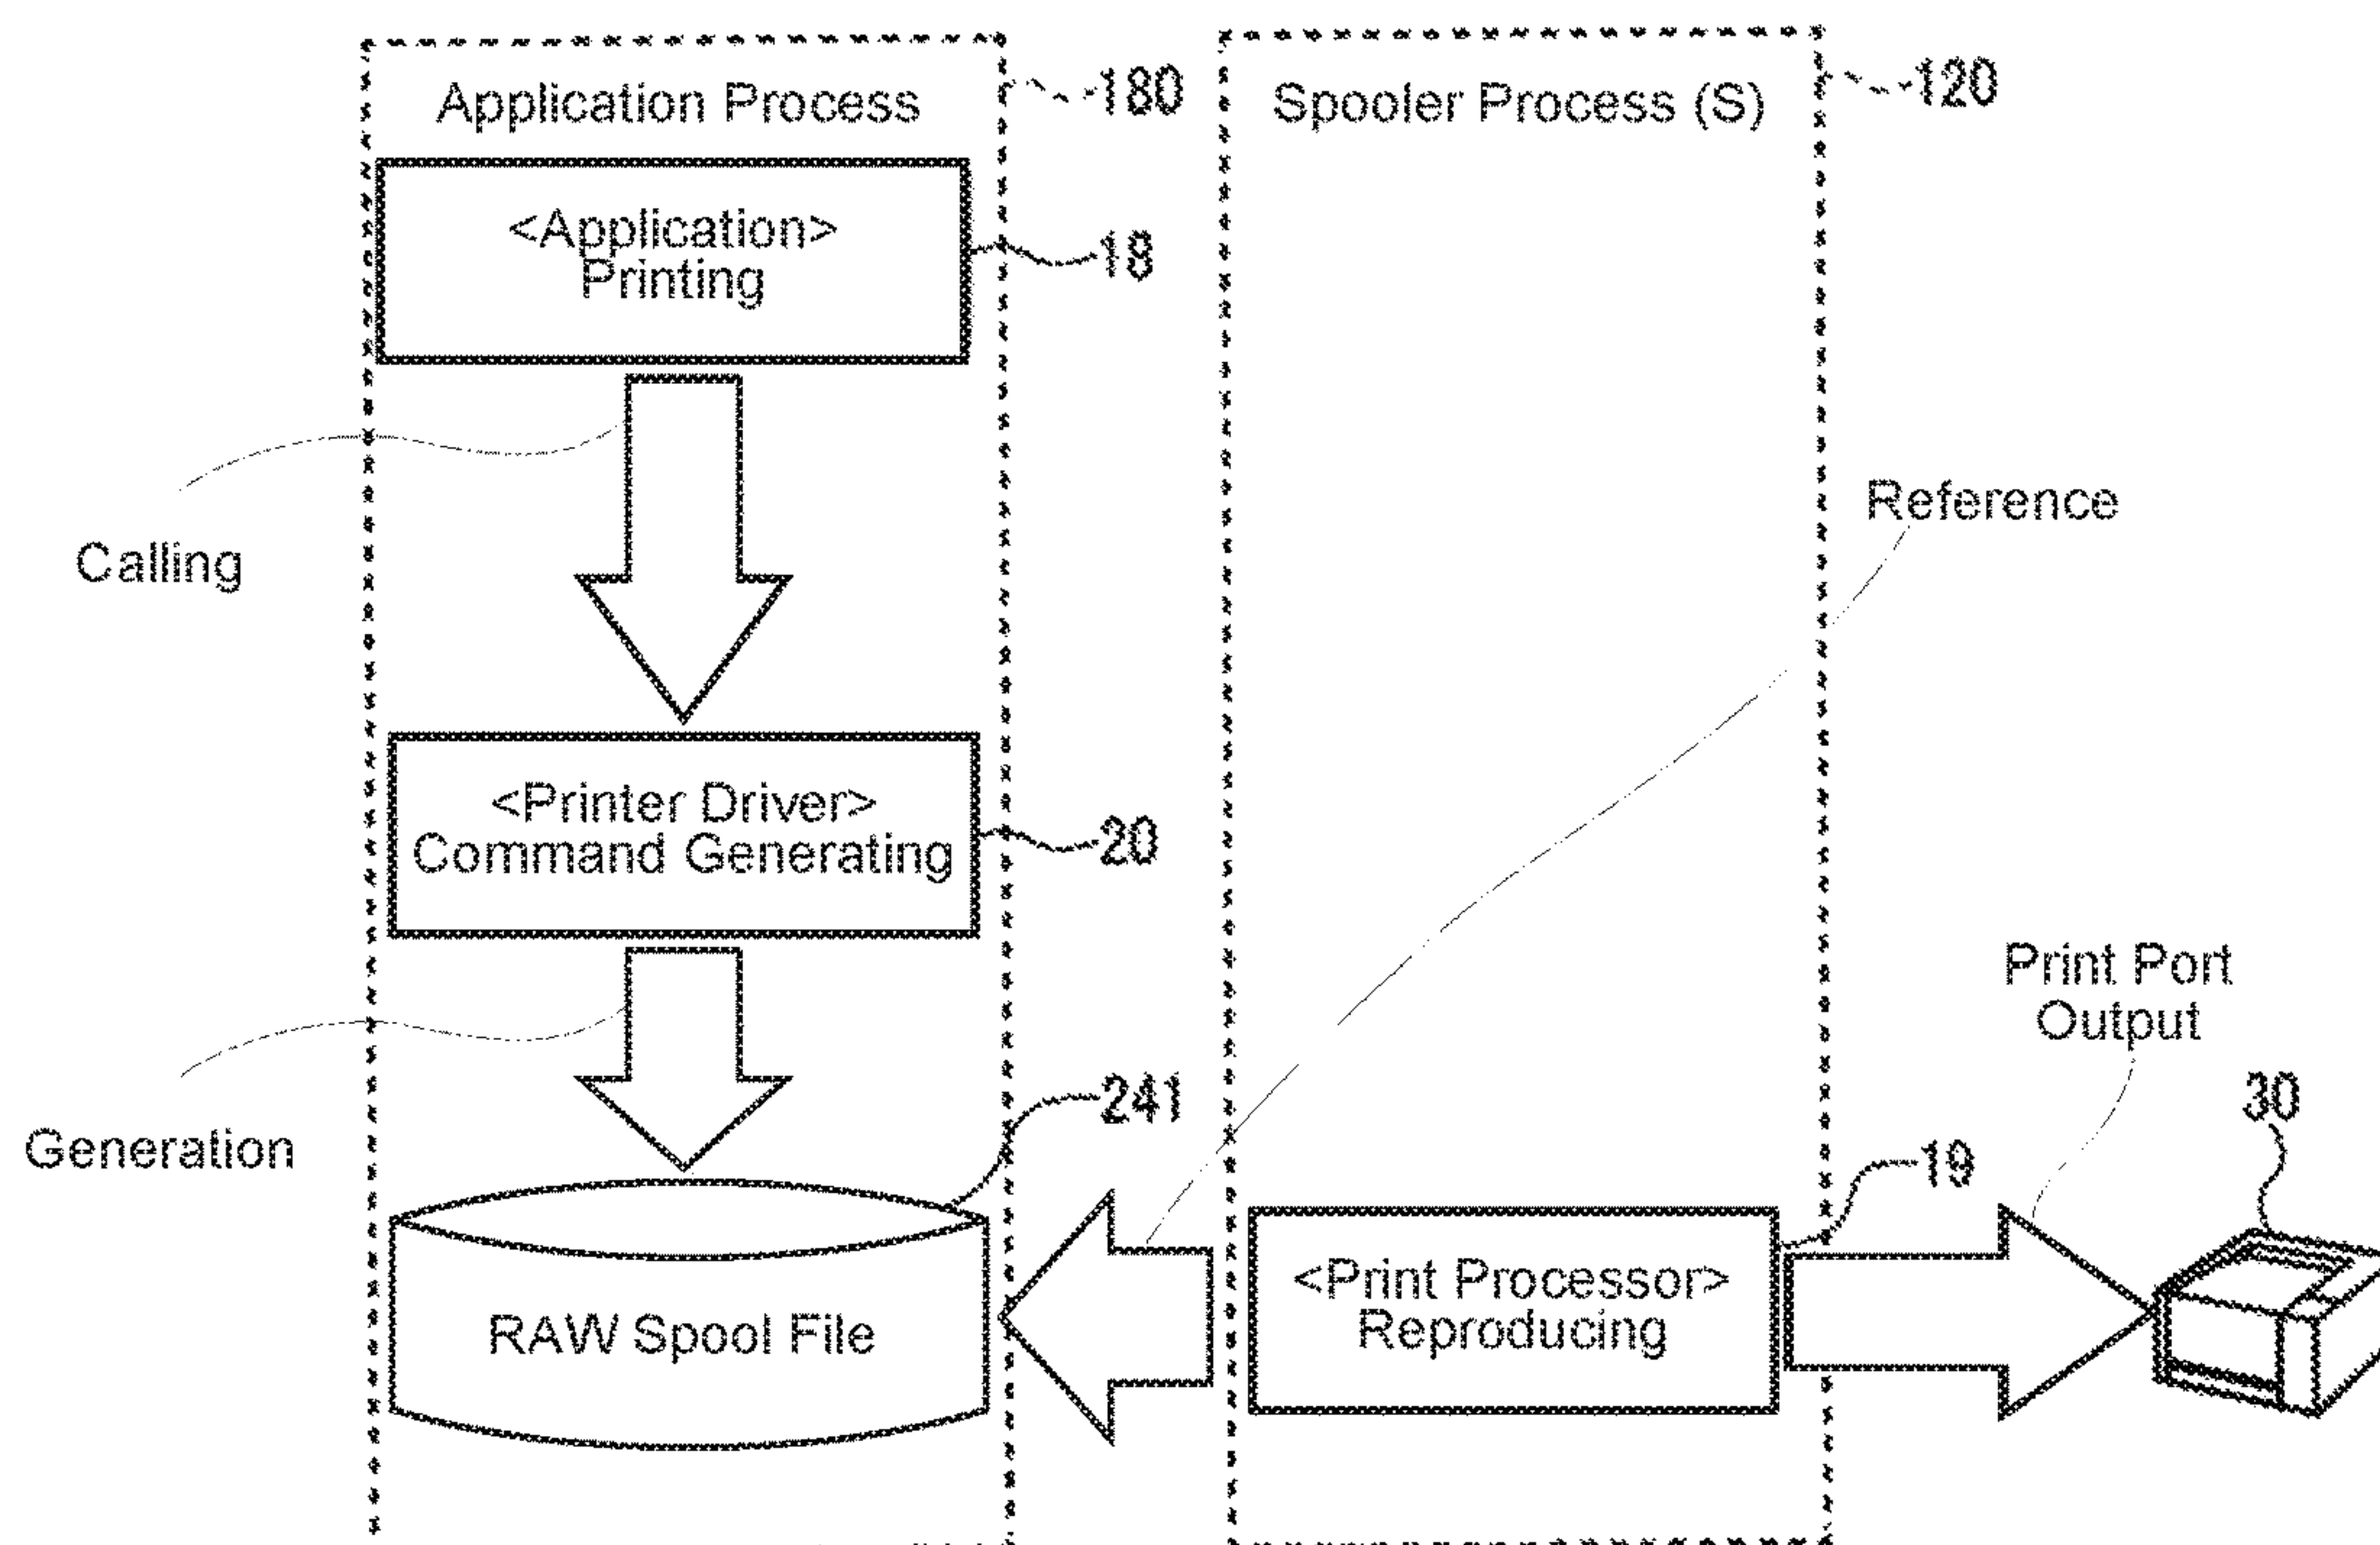 Application Process
180
Spooler Process (S)
120
<Application>
Printing
18
Calling
Reference
<Printer Driver>
Command Generating
20
Print Port
Output
Generation
241
30
19
RAW Spool File
<Print Processor>
Reproducing